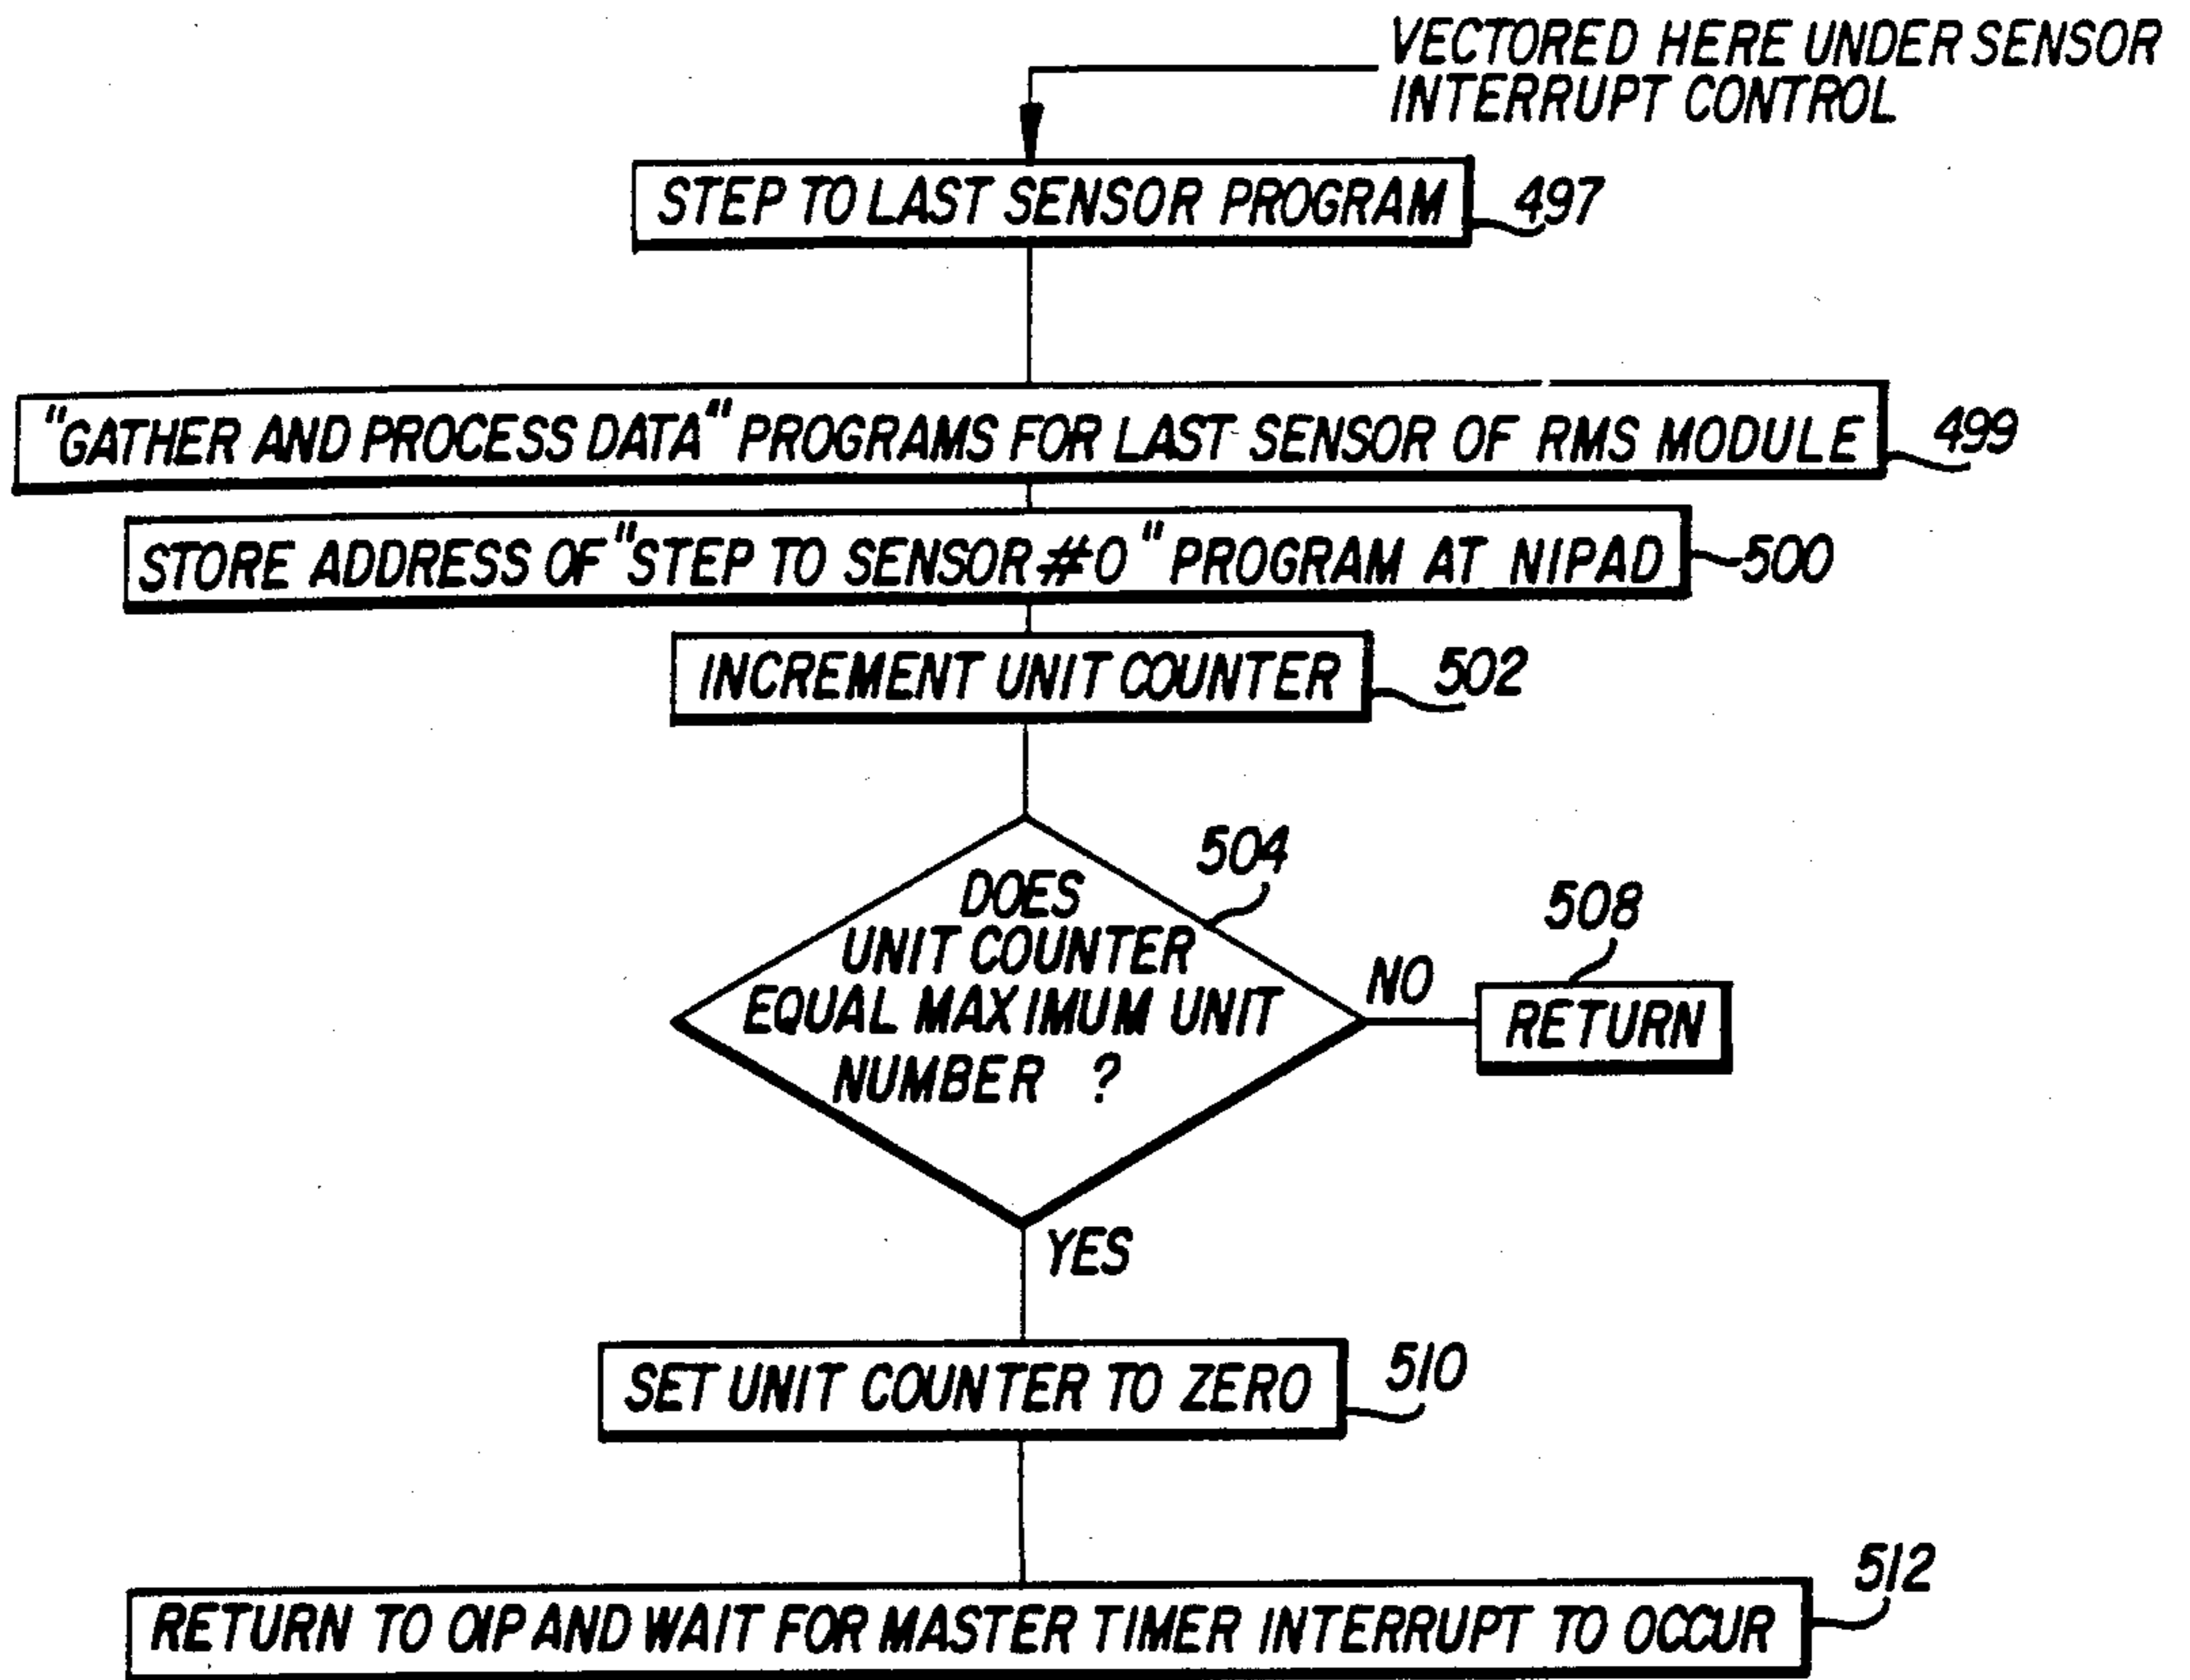 VECTORED HERE UNDER SENSOR
INTERRUPT CONTROL
STEP TO LAST SENSOR PROGRAM
497
"GATHER AND PROCESS DATA" PROGRAMS FOR LAST SENSOR OF RMS MODULE
499
STORE ADDRESS OF "STEP TO SENSOR #0" PROGRAM AT NIPAD
500
INCREMENT UNIT COUNTER
502
504
DOES
UNIT COUNTER
EQUAL MAXIMUM UNIT
NUMBER ?
NO
508
RETURN
YES
SET UNIT COUNTER TO ZERO
510
RETURN TO OIP AND WAIT FOR MASTER TIMER INTERRUPT TO OCCUR
512